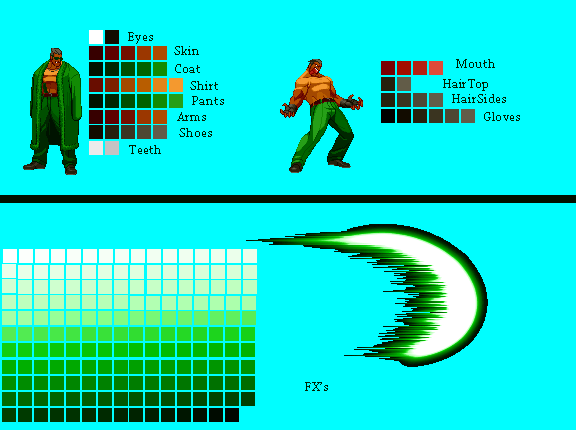 Eyes
Skin
Coat
Shirt
Pants
Arms
Shoes
Teeth
Mouth
HairTop
HairSides
Gloves
FX's